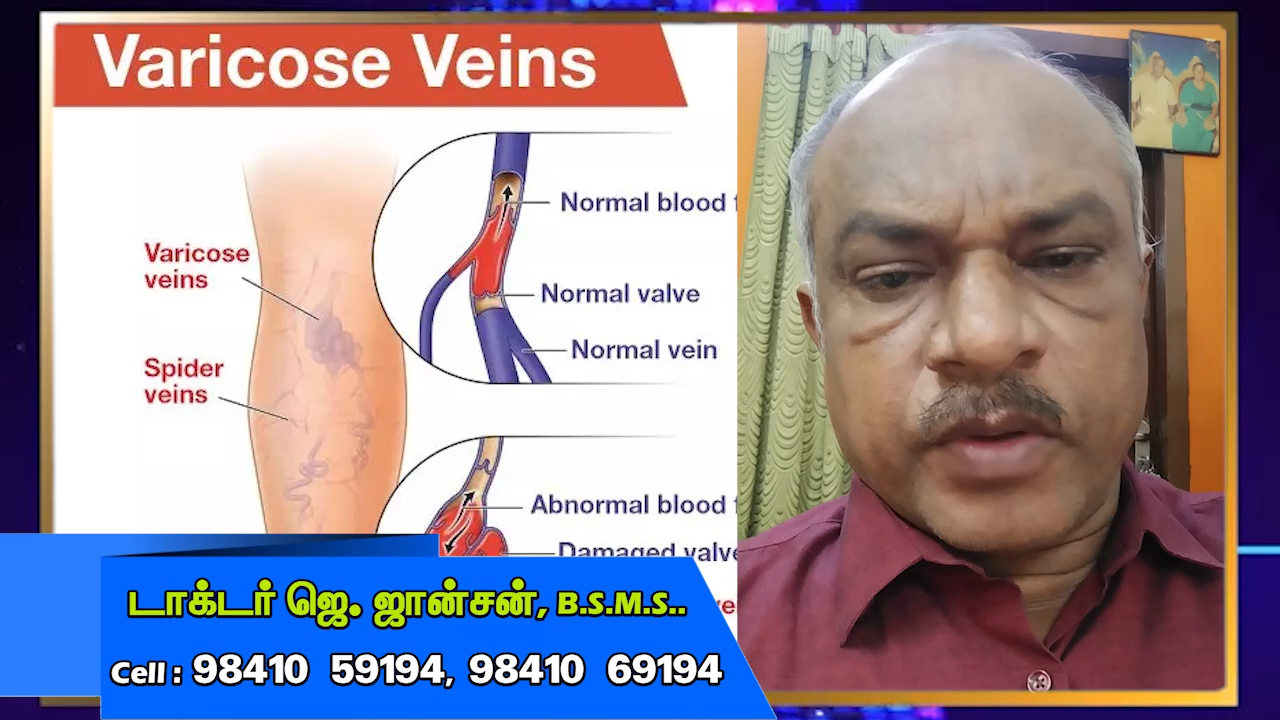 Varicose Veins
Varicose
veins
Spider
veins
Normal blood
Normal valve
Normal vein
Abnormal blood
Damaged valve
டாக்டர் ஜெ. ஜான்சன், B.S.M.S..
Cell : 98410 59194, 98410 69194